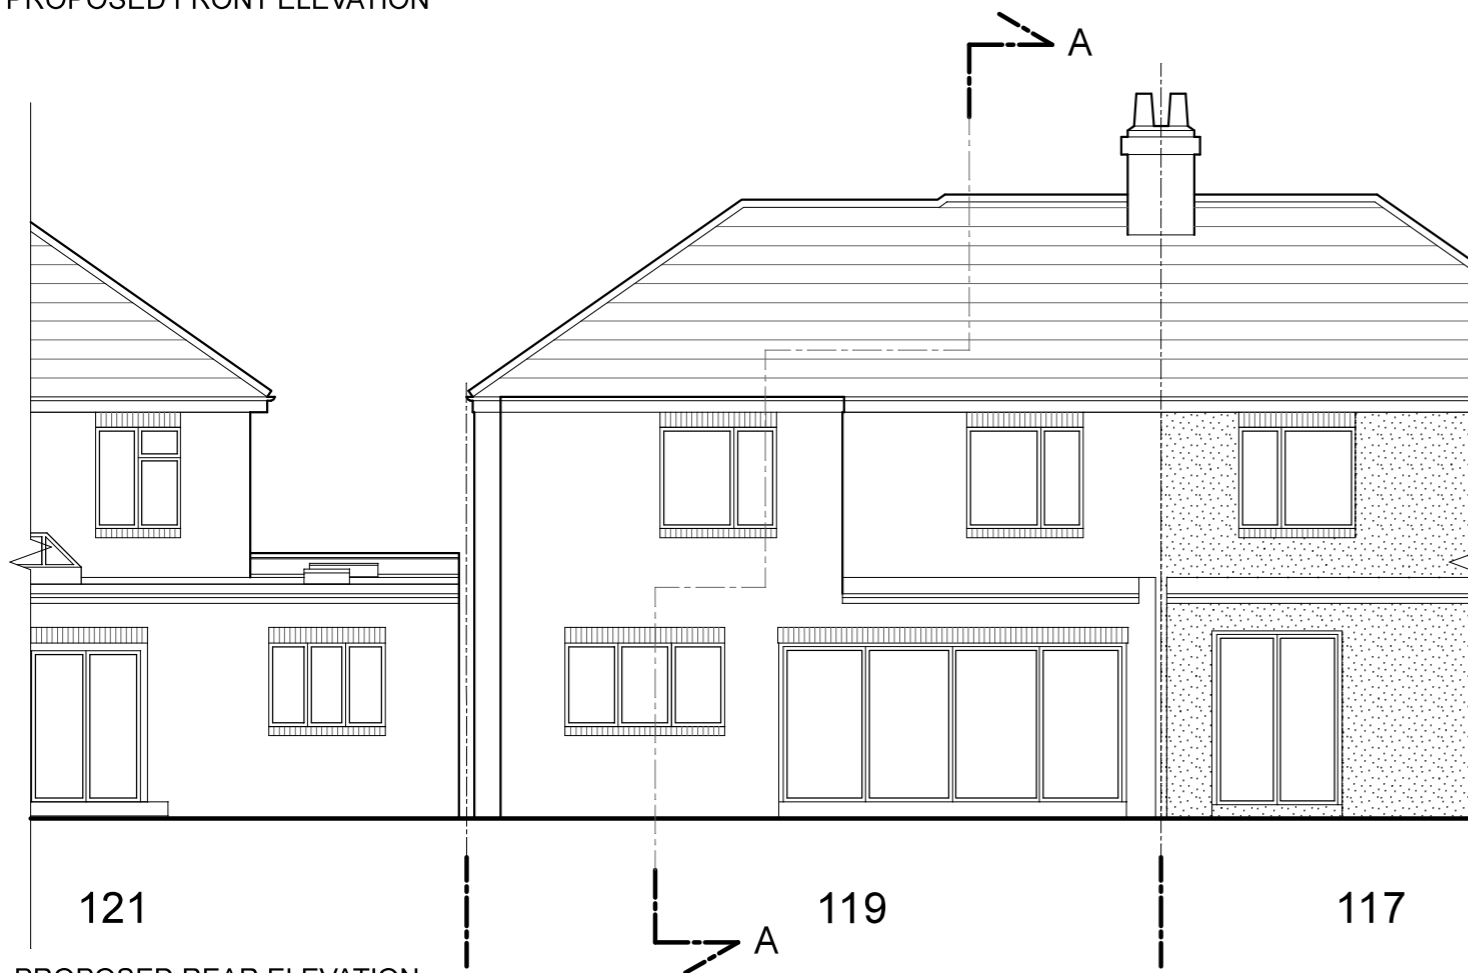 PROPOSED FRONT ELEVATION
A
121
119
117
A
PROPOSED REAR ELEVATION